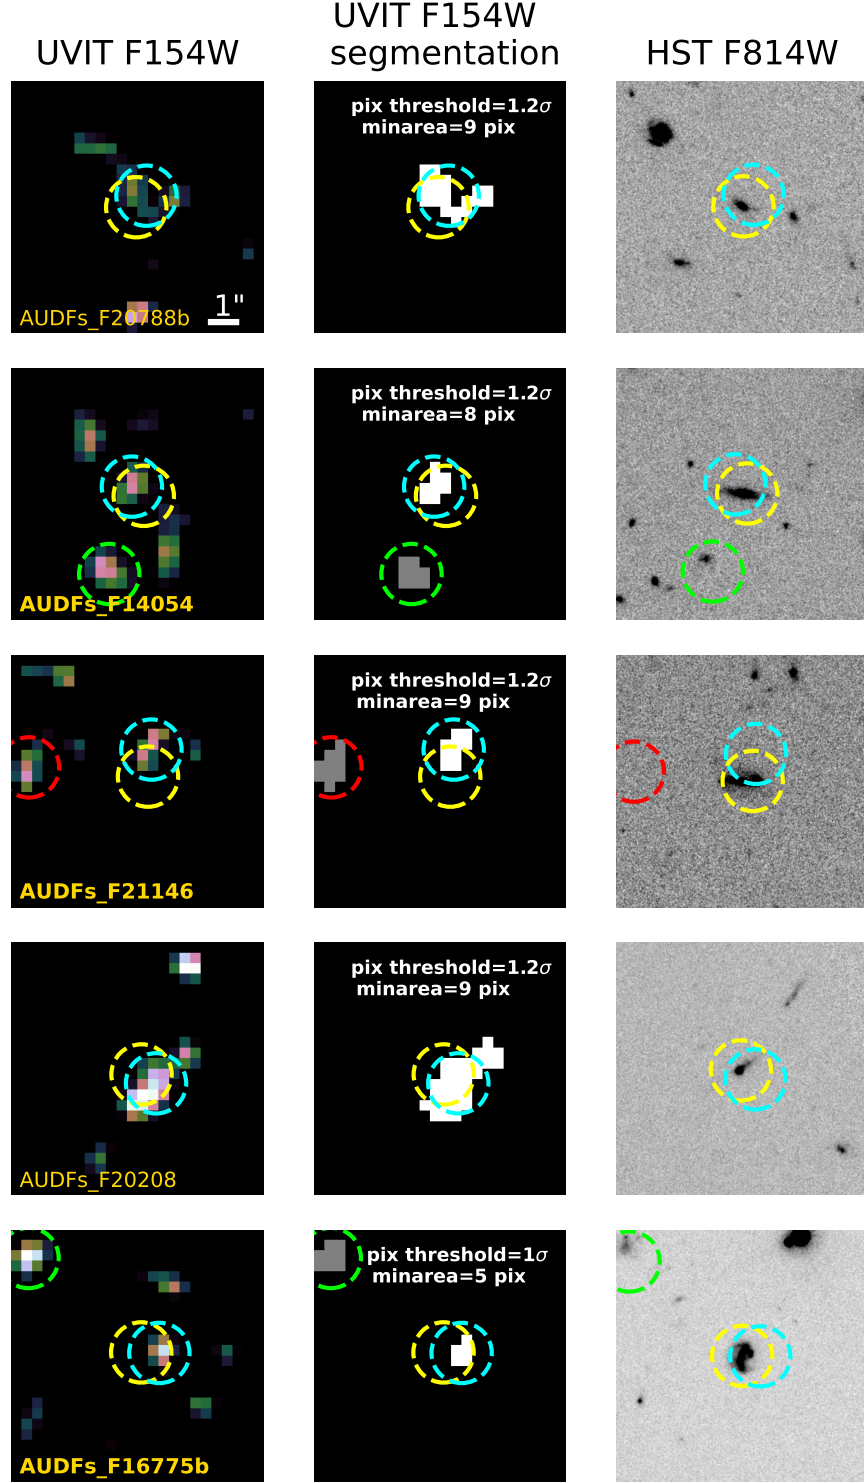 UVIT F154W
UVIT F154W
segmentation
HST F814W
pix threshold=1.2σ
minarea=9 pix
1"
AUDFs_F20788b
pix threshold=1.2σ
minarea=8 pix
AUDFs_F14054
pix threshold=1.2σ
minarea=9 pix
AUDFs_F21146
pix threshold=1.2σ
minarea=9 pix
AUDFs_F20208
pix threshold=1σ
minarea=5 pix
AUDFs_F16775b